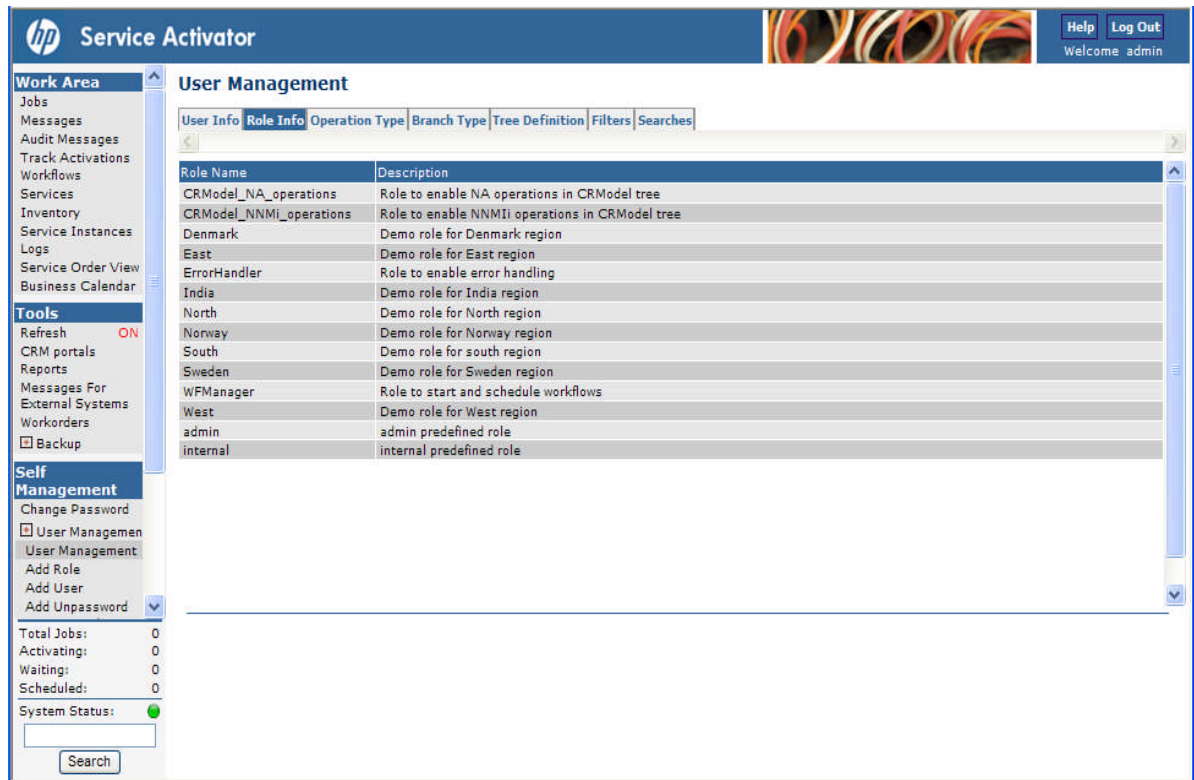 hp Service Activator
Help Log Out
Welcome admin
Work Area
Jobs
Messages
Audit Messages
Track Activations
Workflows
Services
Inventory
Service Instances
Logs
Service Order View
Business Calendar
Tools
Refresh ON
CRM portals
Reports
Messages For
External Systems
Workorders
Backup
Self
Management
Change Password
User Managemen
User Management
Add Role
Add User
Add Unpassword
Total Jobs: 0
Activating: 0
Waiting: 0
Scheduled: 0
System Status:
Search
User Management
User Info Role Info Operation Type Branch Type Tree Definition Filters Searches
Role Name Description
CRModel_NA_operations Role to enable NA operations in CRModel tree
CRModel_NNMi_operations Role to enable NNMIi operations in CRModel tree
Denmark Demo role for Denmark region
East Demo role for East region
ErrorHandler Role to enable error handling
India Demo role for India region
North Demo role for North region
Norway Demo role for Norway region
South Demo role for south region
Sweden Demo role for Sweden region
WFManager Role to start and schedule workflows
West Demo role for West region
admin admin predefined role
internal internal predefined role